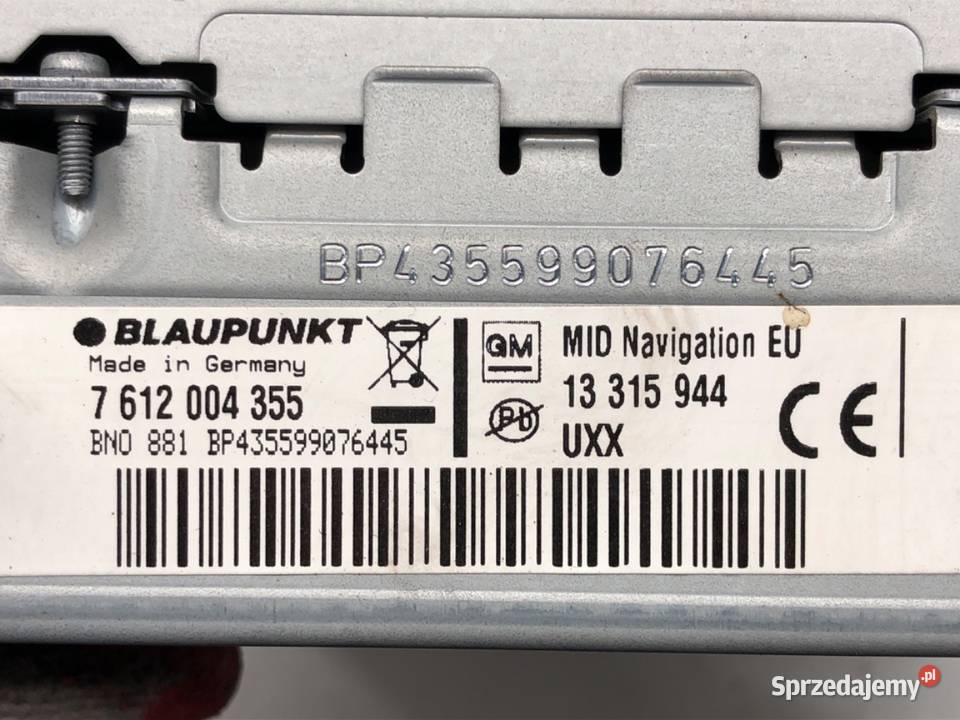 BP435599076445
BLAUPUNKT
Made in Germany
7 612 004 355
BNO 881 BP435599076445
GM
MID Navigation EU
13 315 944
Pb
UXX
CE
Sprzedajemy.pl